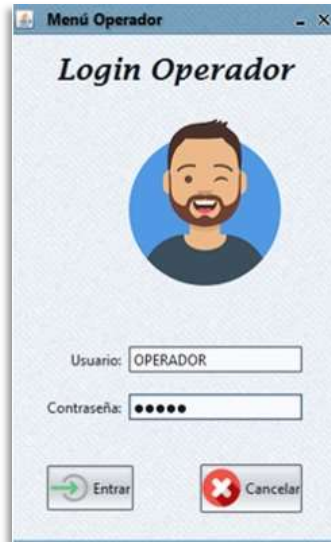 Menú Operador
Login Operador
Usuario: OPERADOR
Contraseña: ●●●●●
Entrar Cancelar